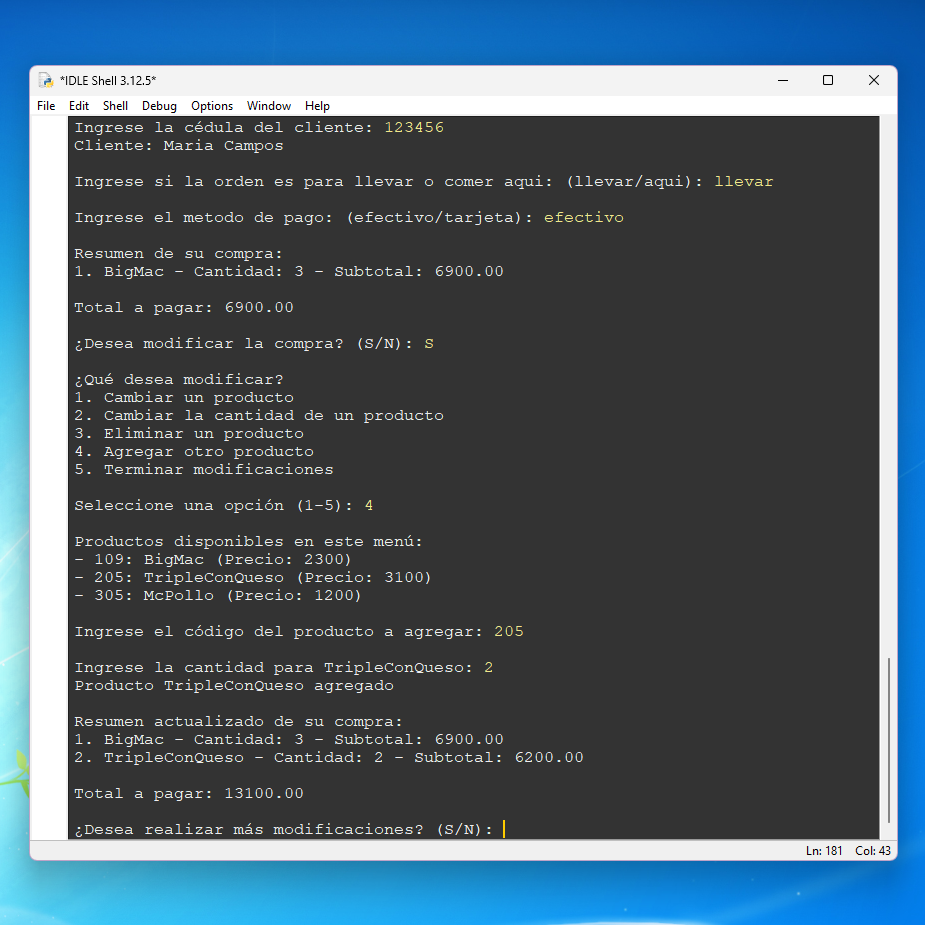 *IDLE Shell 3.12.5*
File Edit Shell Debug Options Window Help
Ingrese la cédula del cliente: 123456
Cliente: Maria Campos
Ingrese si la orden es para llevar o comer aqui: (llevar/aqui): llevar
Ingrese el metodo de pago: (efectivo/tarjeta): efectivo
Resumen de su compra:
1. BigMac - Cantidad: 3 - Subtotal: 6900.00
Total a pagar: 6900.00
¿Desea modificar la compra? (S/N): S
¿Qué desea modificar?
1. Cambiar un producto
2. Cambiar la cantidad de un producto
3. Eliminar un producto
4. Agregar otro producto
5. Terminar modificaciones
Seleccione una opción (1-5): 4
Productos disponibles en este menú:
- 109: BigMac (Precio: 2300)
- 205: TripleConQueso (Precio: 3100)
- 305: McPollo (Precio: 1200)
Ingrese el código del producto a agregar: 205
Ingrese la cantidad para TripleConQueso: 2
Producto TripleConQueso agregado
Resumen actualizado de su compra:
1. BigMac - Cantidad: 3 - Subtotal: 6900.00
2. TripleConQueso - Cantidad: 2 - Subtotal: 6200.00
Total a pagar: 13100.00
¿Desea realizar más modificaciones? (S/N):
Ln: 181 Col: 43